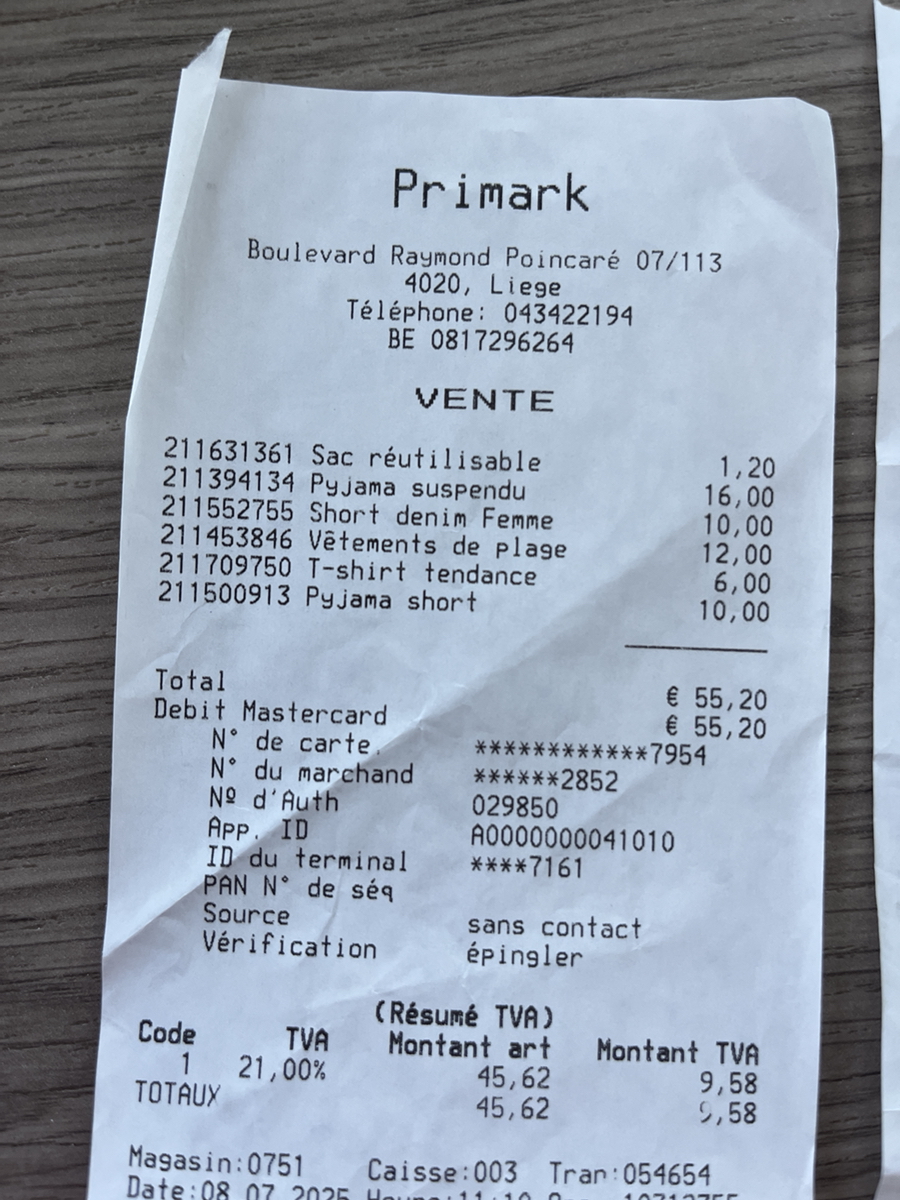 Primark
Boulevard Raymond Poincaré 07/113
4020, Liege
Téléphone: 043422194
BE 0817296264
VENTE
211631361 Sac réutilisable 1,20
211394134 Pyjama suspendu 16,00
211552755 Short denim Femme 10,00
211453846 Vêtements de plage 12,00
211709750 T-shirt tendance 6,00
211500913 Pyjama short 10,00
Total € 55,20
Debit Mastercard € 55,20
N° de carte. ************7954
N° du marchand ******2852
Nº d'Auth 029850
App. ID A0000000041010
ID du terminal ****7161
PAN N° de séq
Source sans contact
Vérification épingler
(Résumé TVA)
Code TVA Montant art Montant TVA
1 21,00% 45,62 9,58
TOTAUX 45,62 9,58
Magasin:0751 Caisse:003 Tran:054654
Date:08 07 2025